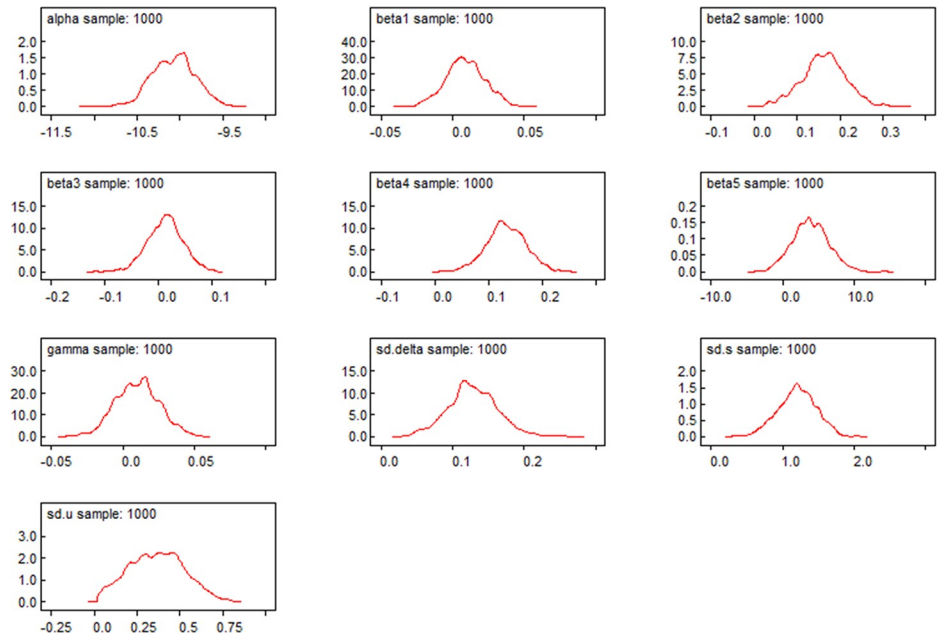 alpha sample: 1000
2.0
1.5
1.0
0.5
0.0
-11.5 -10.5 -9.5
beta1 sample: 1000
40.0
30.0
20.0
10.0
0.0
-0.05 0.0 0.05
beta2 sample: 1000
10.0
7.5
5.0
2.5
0.0
-0.1 0.0 0.1 0.2 0.3
beta3 sample: 1000
15.0
10.0
5.0
0.0
-0.2 -0.1 0.0 0.1
beta4 sample: 1000
15.0
10.0
5.0
0.0
-0.1 0.0 0.1 0.2
beta5 sample: 1000
0.2
0.15
0.1
0.05
0.0
-10.0 0.0 10.0
gamma sample: 1000
30.0
20.0
10.0
0.0
-0.05 0.0 0.05
sd.delta sample: 1000
15.0
10.0
5.0
0.0
0.0 0.1 0.2
sd.s sample: 1000
2.0
1.5
1.0
0.5
0.0
0.0 1.0 2.0
sd.u sample: 1000
3.0
2.0
1.0
0.0
-0.25 0.0 0.25 0.5 0.75